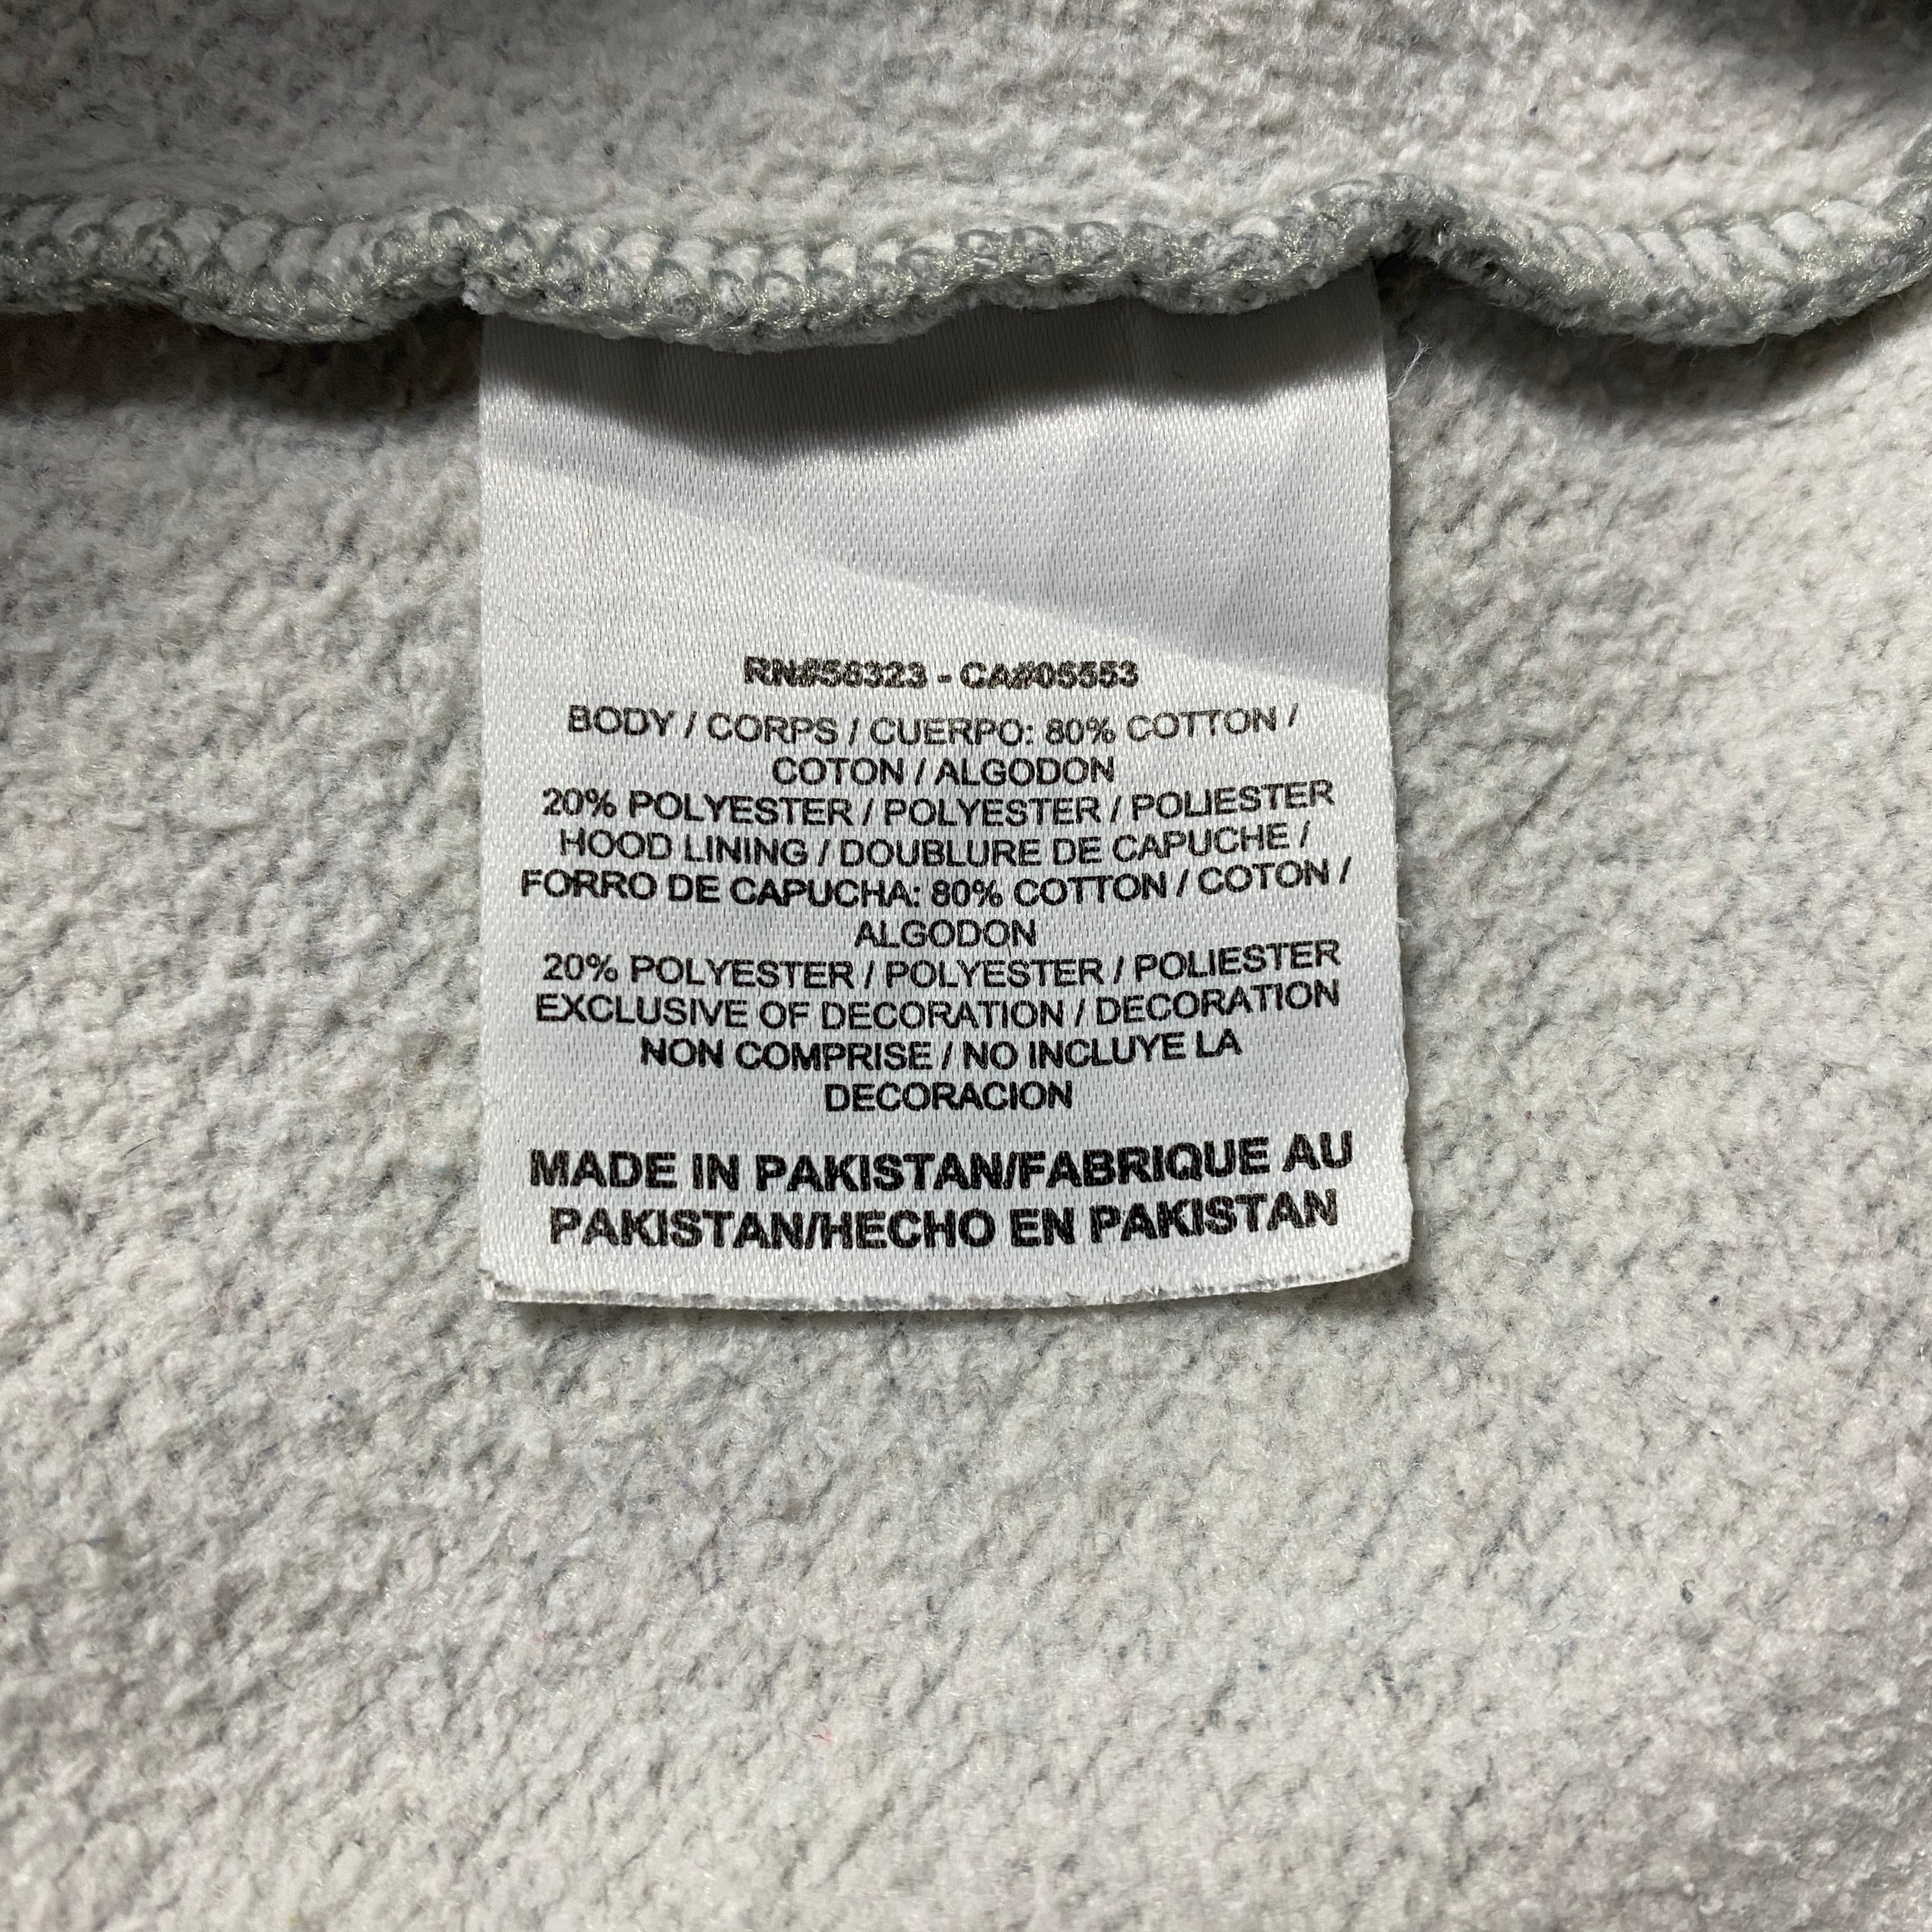 RN#56323 - CA#05553
BODY / CORPS / CUERPO: 80% COTTON /
COTON / ALGODON
20% POLYESTER / POLYESTER / POLIESTER
HOOD LINING / DOUBLURE DE CAPUCHE /
FORRO DE CAPUCHA: 80% COTTON / COTON /
ALGODON
20% POLYESTER / POLYESTER / POLIESTER
EXCLUSIVE OF DECORATION / DECORATION
NON COMPRISE / NO INCLUYE LA
DECORACION
MADE IN PAKISTAN/FABRIQUE AU
PAKISTAN/HECHO EN PAKISTAN